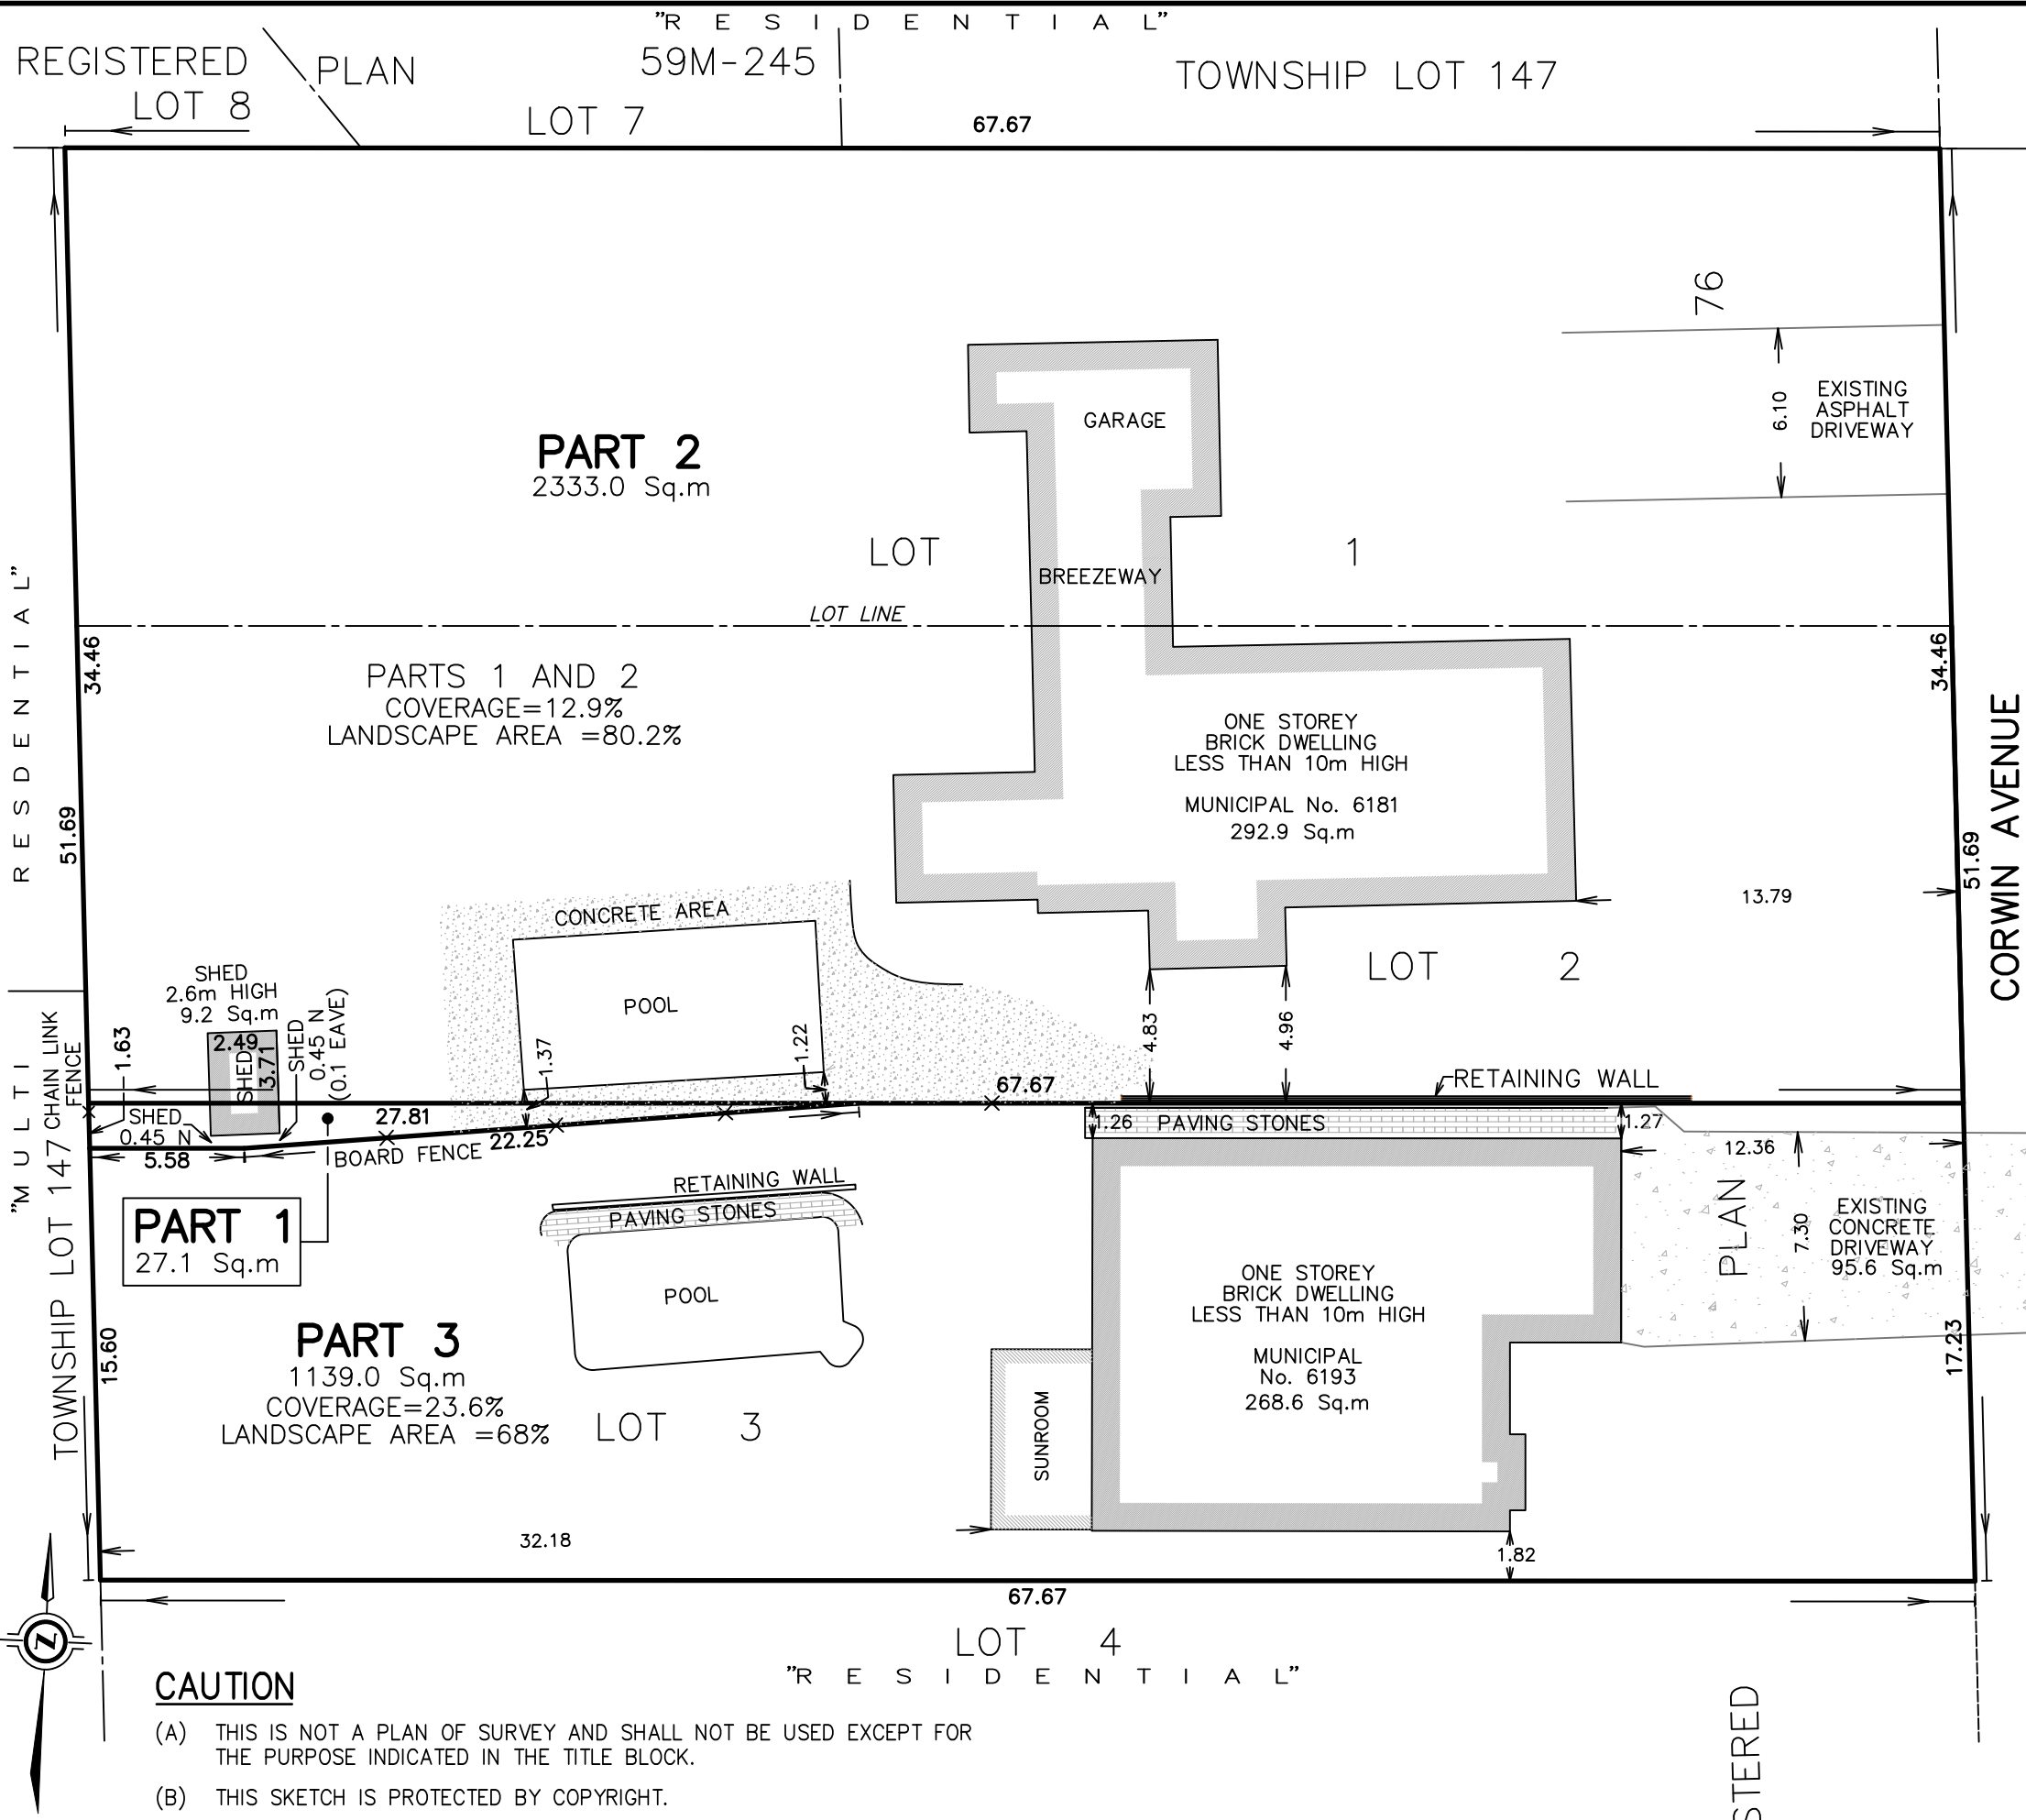 "RESIDENTIAL"
REGISTERED PLAN 59M-245 TOWNSHIP LOT 147
LOT 8
LOT 7
67.67
76
EXISTING
ASPHALT
DRIVEWAY
6.10
GARAGE
PART 2
2333.0 Sq.m
LOT 1
BREEZEWAY
LOT LINE
34.46
34.46
PARTS 1 AND 2
COVERAGE=12.9%
LANDSCAPE AREA =80.2%
ONE STOREY
BRICK DWELLING
LESS THAN 10m HIGH
MUNICIPAL No. 6181
292.9 Sq.m
CORWIN AVENUE
51.69
51.69
13.79
"MULTI RESIDENTIAL"
CONCRETE AREA
POOL
LOT 2
SHED
2.6m HIGH
9.2 Sq.m
2.49
SHED
3.71
SHED
0.45 N
(0.1 EAVE)
1.63
CHAIN LINK
FENCE
1.37
1.22
4.83
4.96
67.67
RETAINING WALL
SHED
0.45 N
27.81
22.25
5.58
BOARD FENCE
1.26
PAVING STONES
1.27
12.36
TOWNSHIP LOT 147
PART 1
27.1 Sq.m
RETAINING WALL
PAVING STONES
POOL
PLAN
7.30
EXISTING
CONCRETE
DRIVEWAY
95.6 Sq.m
ONE STOREY
BRICK DWELLING
LESS THAN 10m HIGH
MUNICIPAL
No. 6193
268.6 Sq.m
15.60
17.23
PART 3
1139.0 Sq.m
COVERAGE=23.6%
LANDSCAPE AREA =68%
LOT 3
SUNROOM
32.18
1.82
67.67
LOT 4
"RESIDENTIAL"
N
CAUTION
(A) THIS IS NOT A PLAN OF SURVEY AND SHALL NOT BE USED EXCEPT FOR
THE PURPOSE INDICATED IN THE TITLE BLOCK.
(B) THIS SKETCH IS PROTECTED BY COPYRIGHT.
STERED